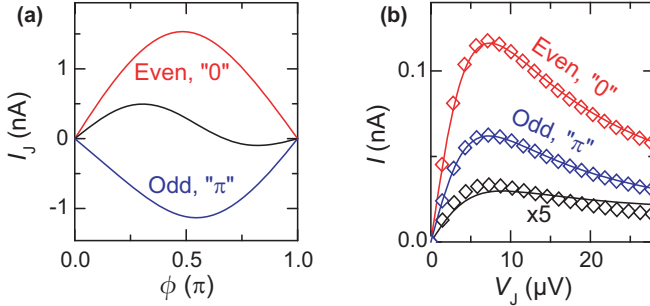 (a)
1
0
-1
I_J (nA)
Even, "0"
Odd, "π"
0.0
0.5
1.0
ϕ (π)
(b)
0.1
0.0
I (nA)
Even, "0"
Odd, "π"
x5
0
10
20
V_J (μV)